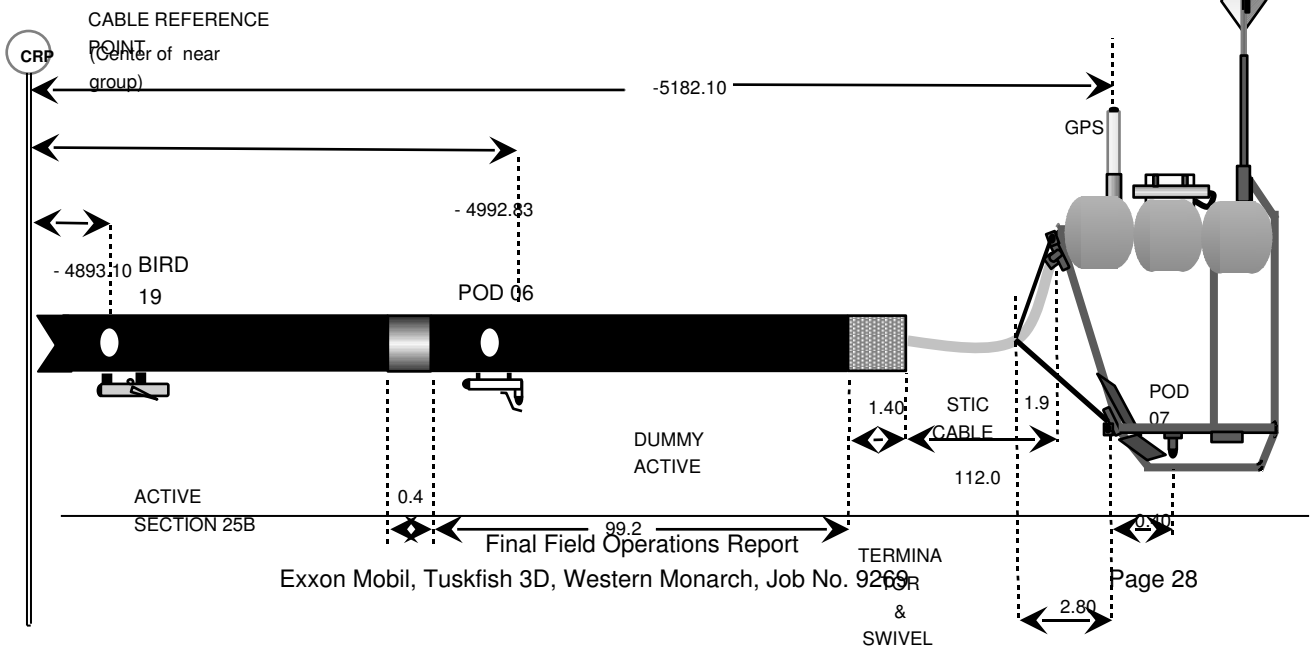 CABLE REFERENCE
POINT
CRP
(Center of near
group)
-5182.10
GPS
- 4992.83
- 4893.10
BIRD
19
POD 06
1.40
STIC
CABLE
1.9
POD
07
DUMMY
ACTIVE
112.0
ACTIVE
SECTION 25B
0.4
99.2
0.40
Final Field Operations Report
TERMINA
TOR
&
SWIVEL
Exxon Mobil, Tuskfish 3D, Western Monarch, Job No. 9269
Page 28
2.80